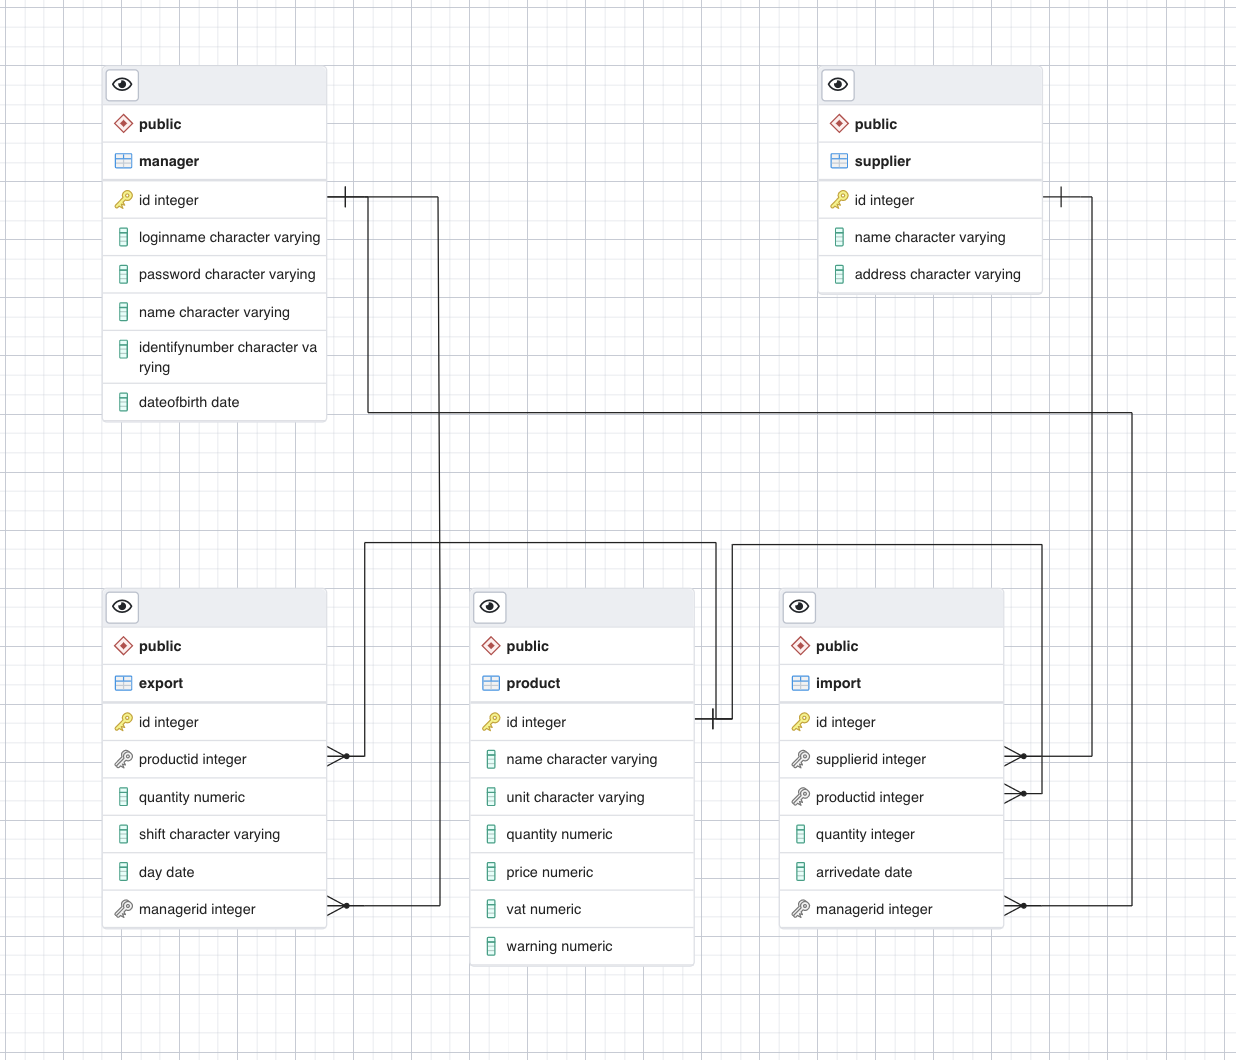 public
manager
id integer
loginname character varying
password character varying
name character varying
identifynumber character va
rying
dateofbirth date
public
supplier
id integer
name character varying
address character varying
public
export
id integer
productid integer
quantity numeric
shift character varying
day date
managerid integer
public
product
id integer
name character varying
unit character varying
quantity numeric
price numeric
vat numeric
warning numeric
public
import
id integer
supplierid integer
productid integer
quantity integer
arrivedate date
managerid integer